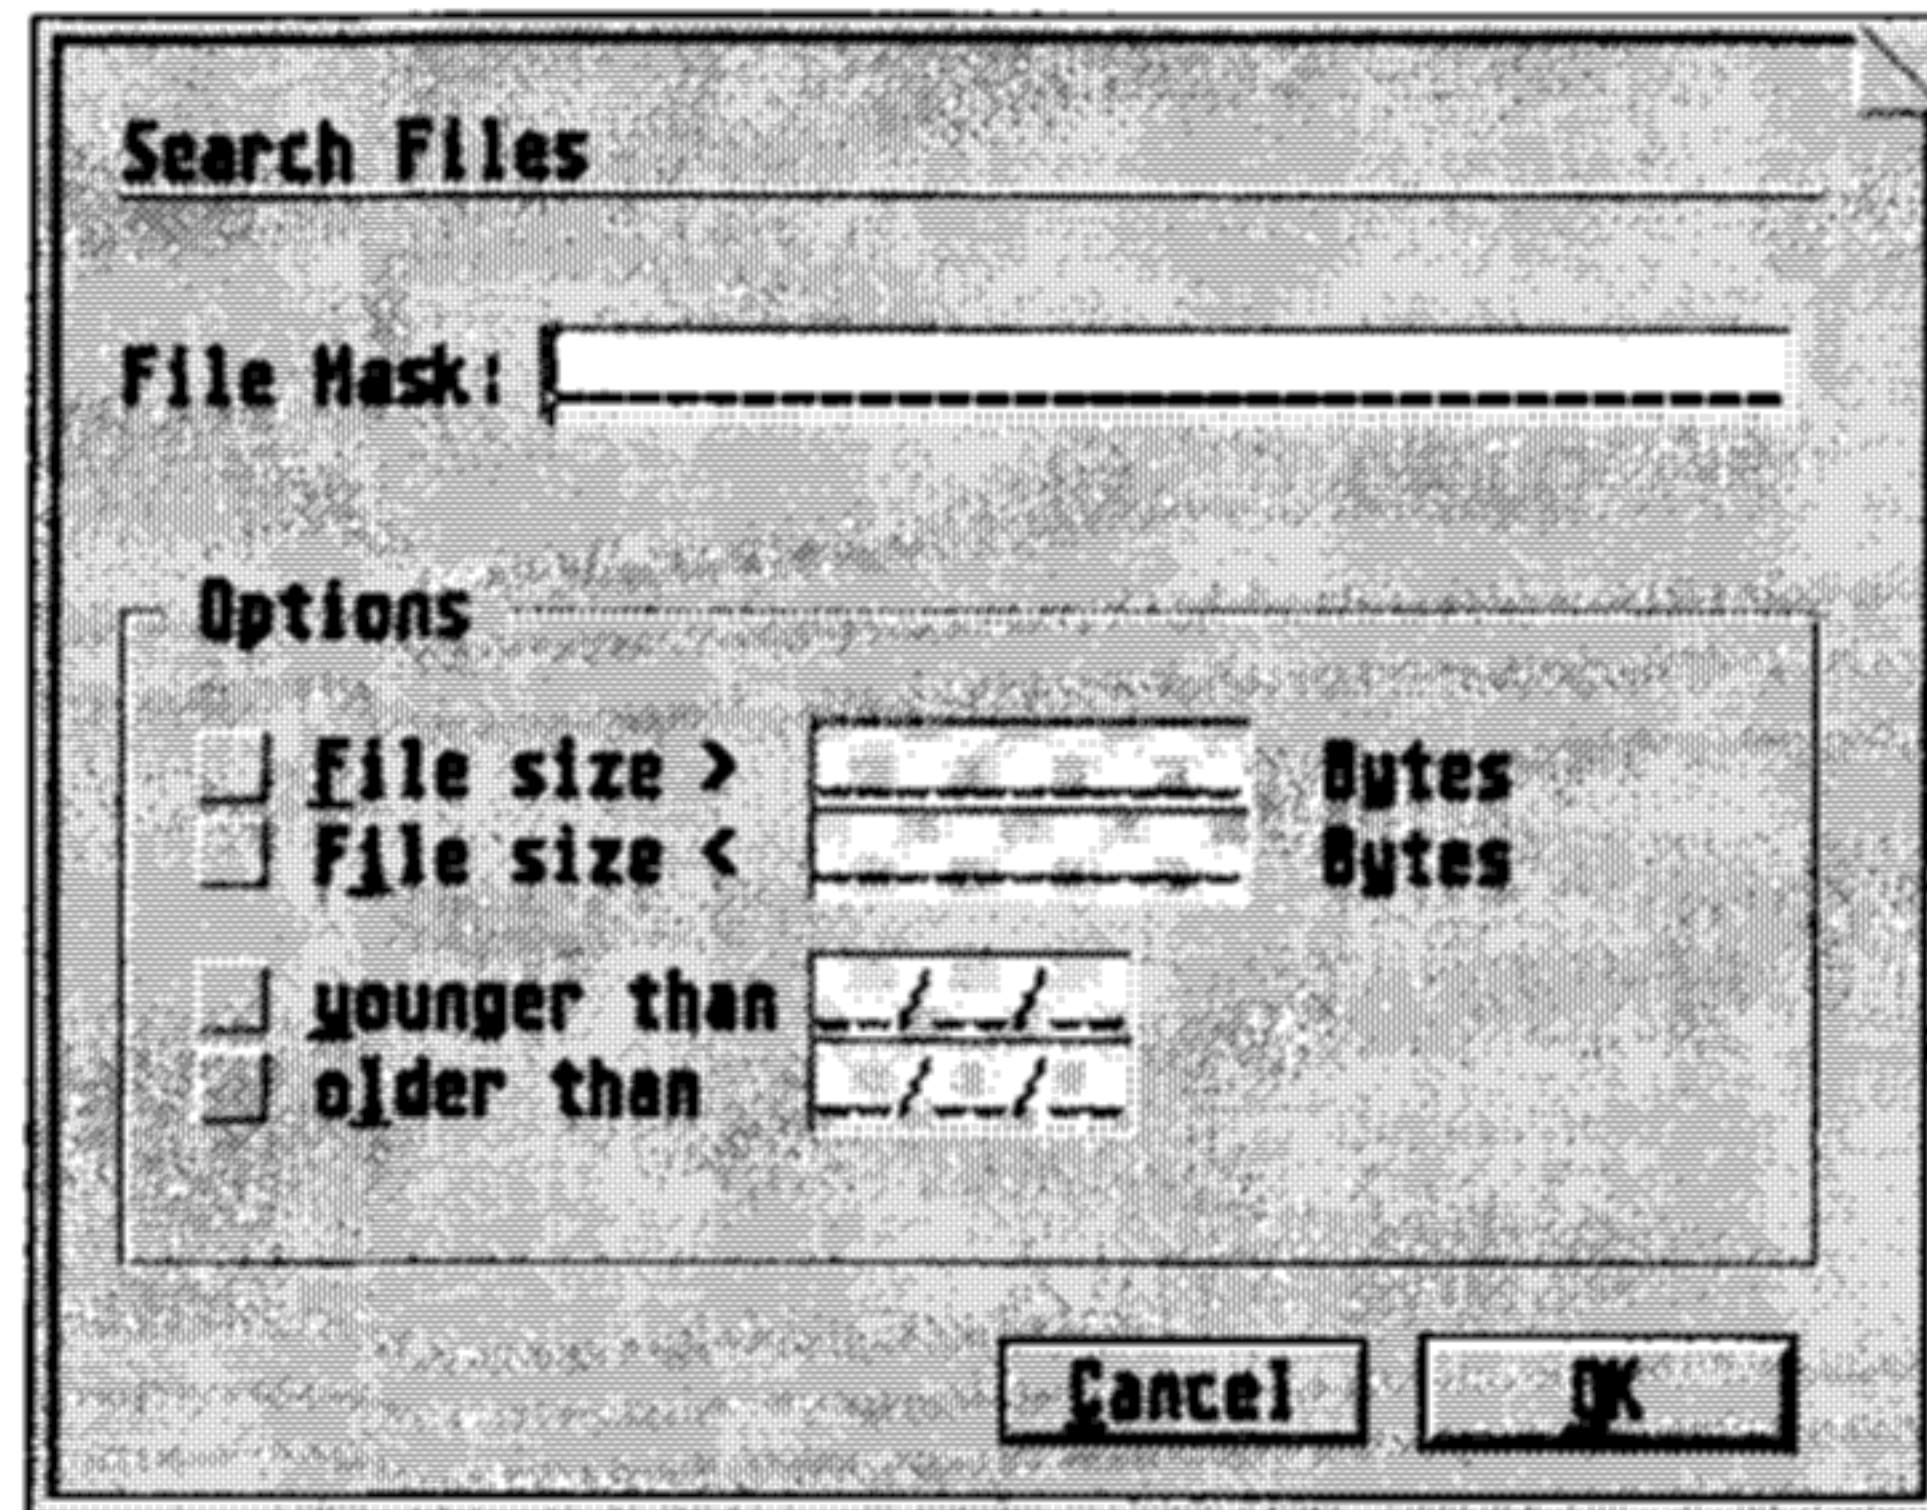 Search Files
File Mask:
Options
File size > Bytes
File size < Bytes
younger than / /
older than / /
Cancel OK